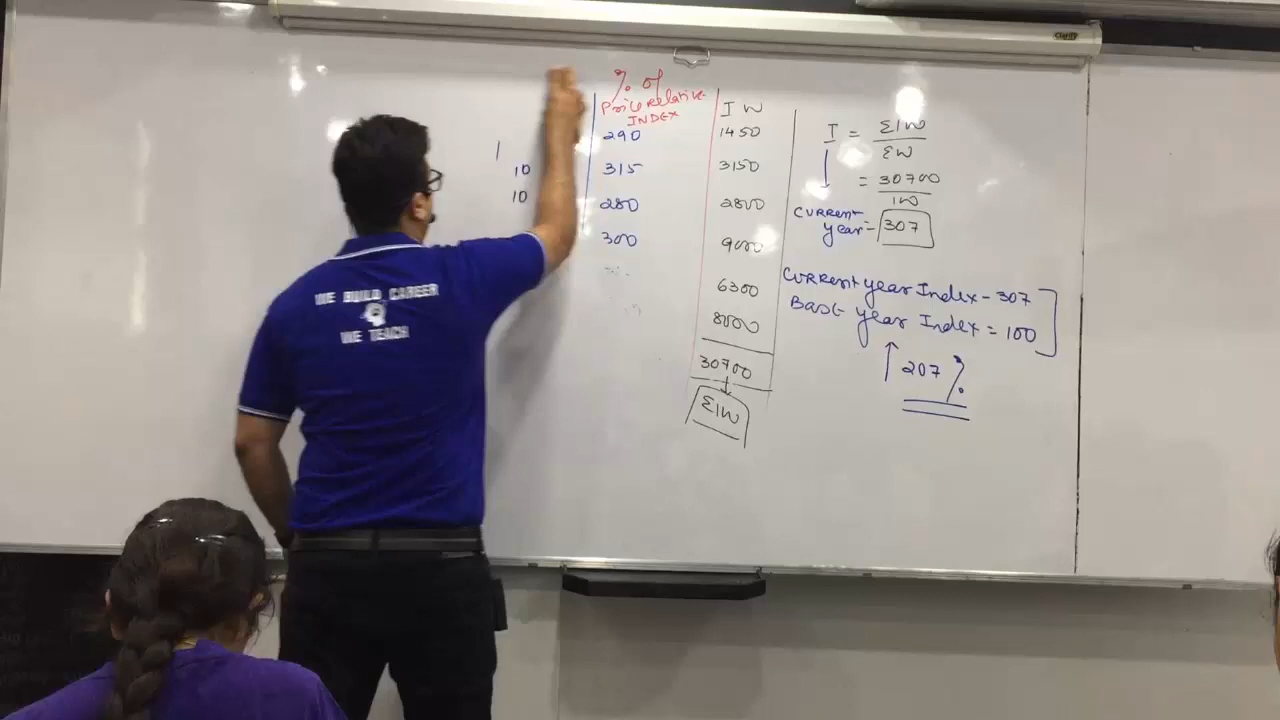 % of
Price relative
INDEX
I W
290
1450
10
315
3150
10
280
2800
300
9000
6300
8000
30700
ΣIW
I = ΣIW
ΣW
= 30700
current
year = 307
current year Index - 307
Base year Index = 100
↑ 207 %
WE BUILD CAREER
WE TEACH